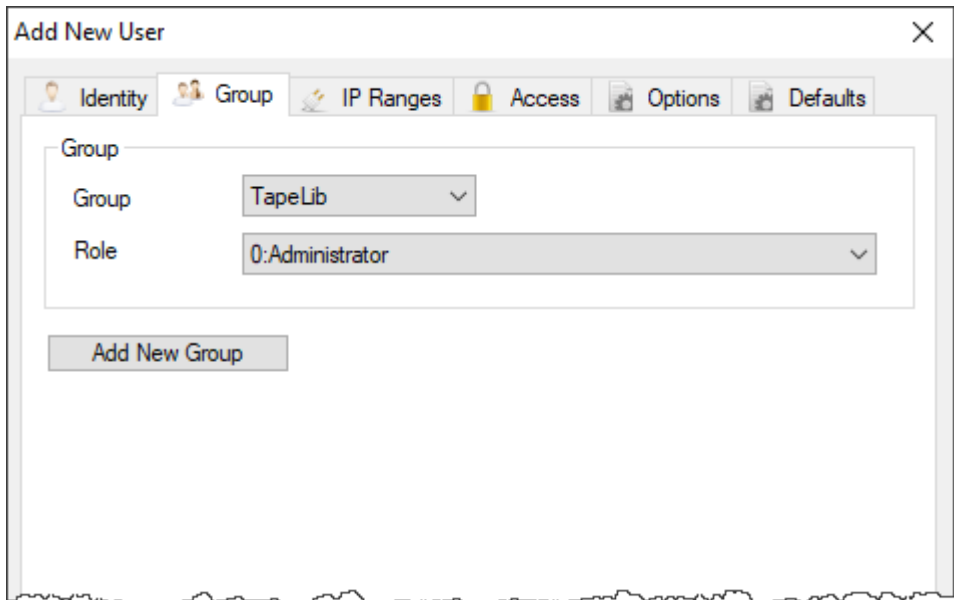 Add New User
Identity Group IP Ranges Access Options Defaults
Group
Group TapeLib
Role 0:Administrator
Add New Group